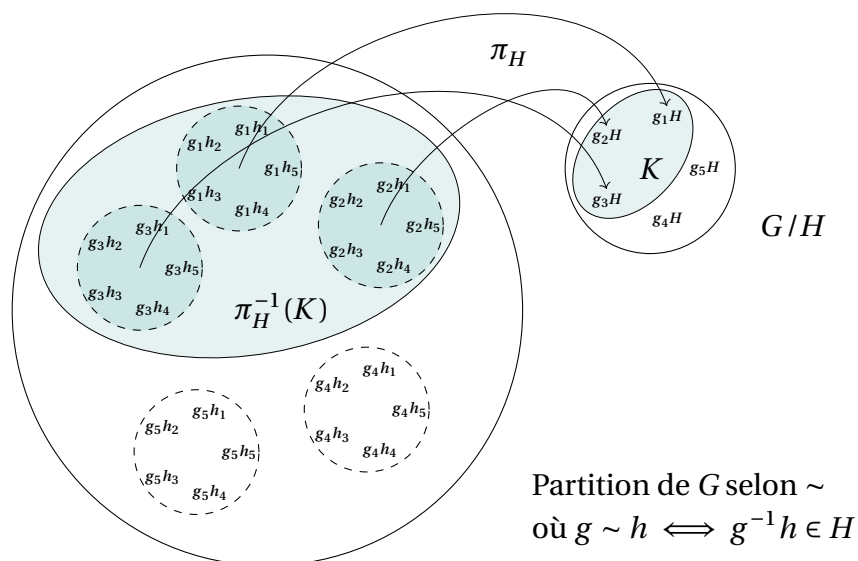 π_H
g₁h₁
g₁h₂
g₁h₅
g₁h₃
g₁h₄
g₂h₁
g₂h₂
g₂h₅
g₂h₃
g₂h₄
g₃h₁
g₃h₂
g₃h₅
g₃h₃
g₃h₄
π_H^{-1}(K)
g₄h₁
g₄h₂
g₄h₅
g₄h₃
g₄h₄
g₅h₁
g₅h₂
g₅h₅
g₅h₃
g₅h₄
g₁H
g₂H
K
g₅H
g₃H
g₄H
G/H
Partition de G selon ~
où g ~ h ⟺ g⁻¹h ∈ H